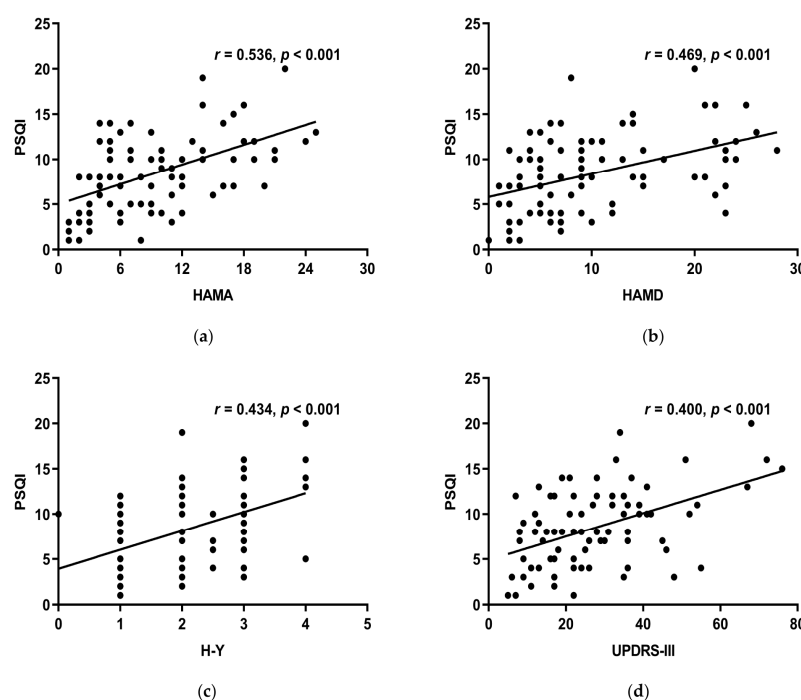 25
20
15
10
5
0
PSQI
r = 0.536, p < 0.001
0 6 12 18 24 30
HAMA
(a)
25
20
15
10
5
0
PSQI
r = 0.469, p < 0.001
0 10 20 30
HAMD
(b)
25
20
15
10
5
0
PSQI
r = 0.434, p < 0.001
0 1 2 3 4 5
H-Y
(c)
25
20
15
10
5
0
PSQI
r = 0.400, p < 0.001
0 20 40 60 80
UPDRS-III
(d)